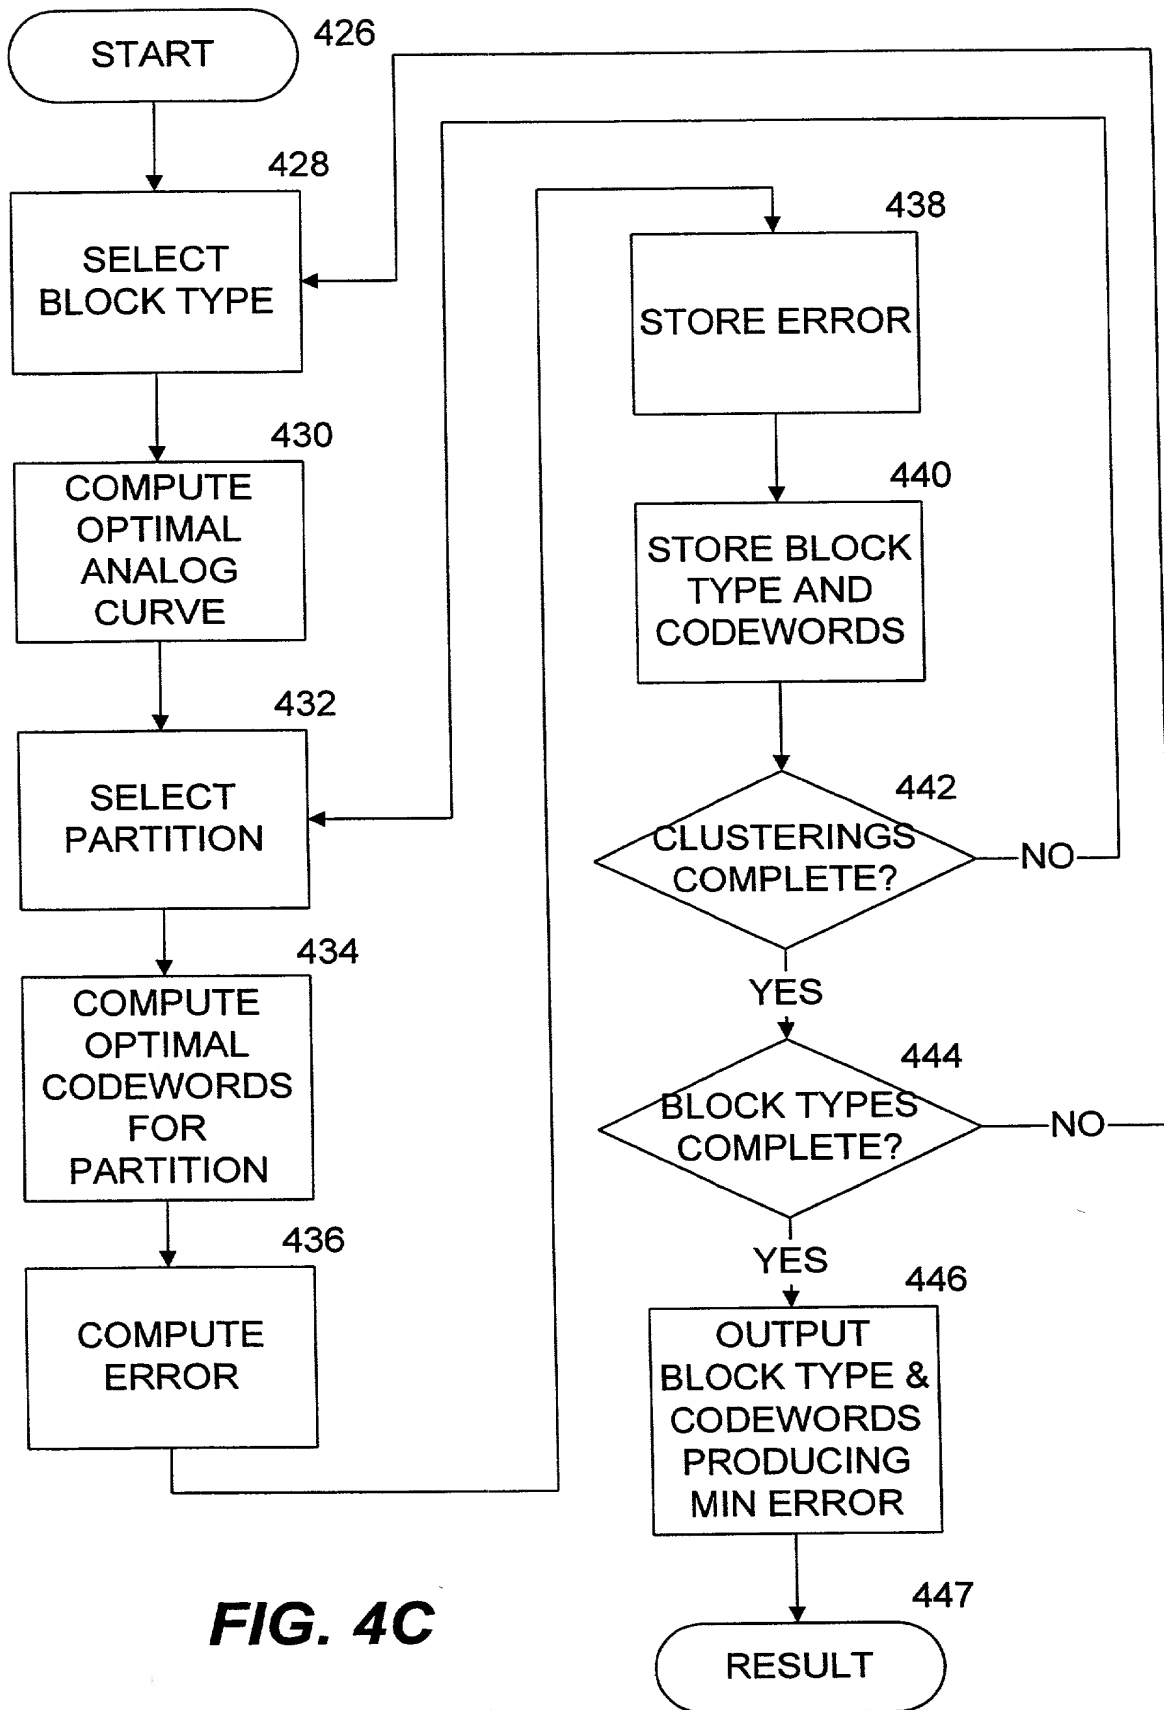 START
426
428
SELECT
BLOCK TYPE
430
COMPUTE
OPTIMAL
ANALOG
CURVE
432
SELECT
PARTITION
434
COMPUTE
OPTIMAL
CODEWORDS
FOR
PARTITION
436
COMPUTE
ERROR
438
STORE ERROR
440
STORE BLOCK
TYPE AND
CODEWORDS
442
CLUSTERINGS
COMPLETE?
NO
YES
444
BLOCK TYPES
COMPLETE?
NO
YES
446
OUTPUT
BLOCK TYPE &
CODEWORDS
PRODUCING
MIN ERROR
447
RESULT
FIG. 4C